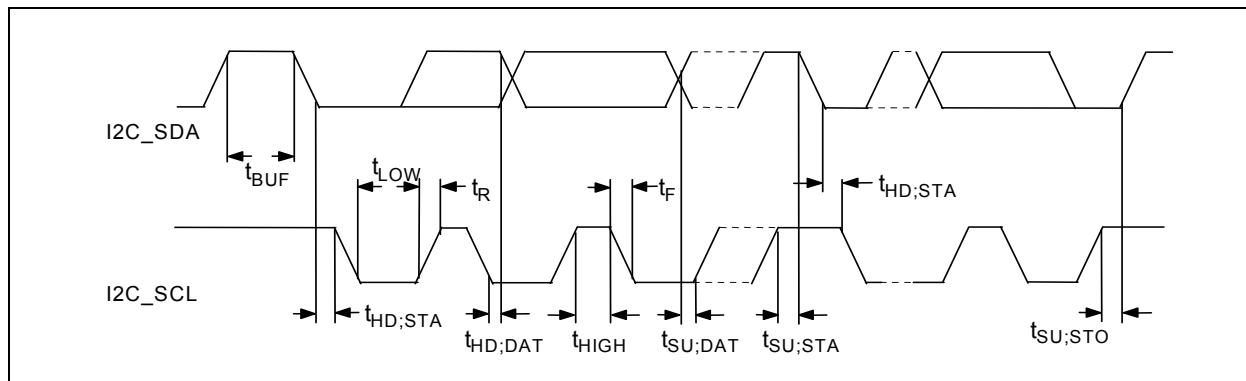 I2C_SDA
tBUF
tLOW
tR
tF
tHD;STA
I2C_SCL
tHD;STA
tHD;DAT
tHIGH
tSU;DAT
tSU;STA
tSU;STO